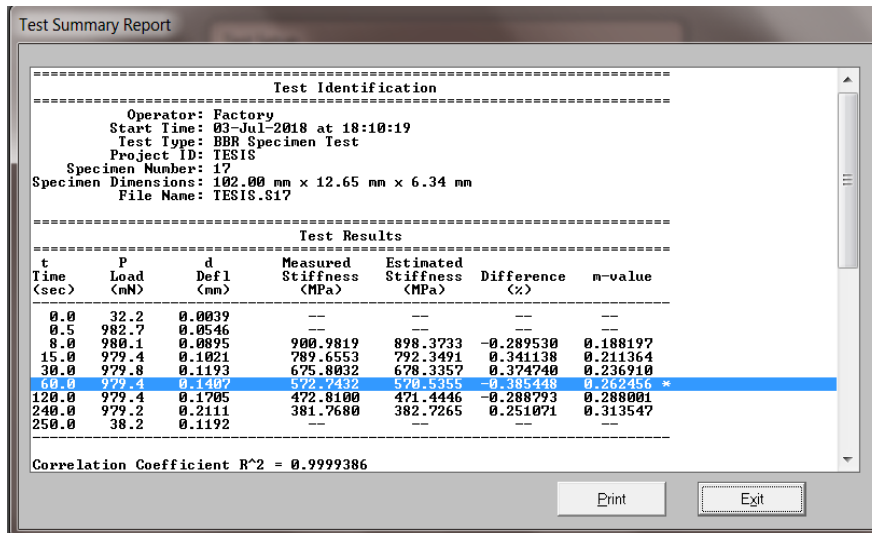 Test Summary Report
================================================================================
Test Identification
================================================================================
Operator: Factory
Start Time: 03-Jul-2018 at 18:10:19
Test Type: BBR Specimen Test
Project ID: TESIS
Specimen Number: 17
Specimen Dimensions: 102.00 mm x 12.65 mm x 6.34 mm
File Name: TESIS.S17
================================================================================
Test Results
================================================================================
t P d Measured Estimated
Time Load Defl Stiffness Stiffness Difference m-value
(sec) (mN) (mm) (MPa) (MPa) (%)
--------------------------------------------------------------------------------
0.0 32.2 0.0039 -- -- -- --
0.5 982.7 0.0546 -- -- -- --
8.0 980.1 0.0895 900.9819 898.3733 -0.289530 0.188197
15.0 979.4 0.1021 789.6553 792.3491 0.341138 0.211364
30.0 979.8 0.1193 675.8032 678.3357 0.374740 0.236910
60.0 979.4 0.1407 572.7432 570.5355 -0.385448 0.262456 *
120.0 979.4 0.1705 472.8100 471.4446 -0.288793 0.288001
240.0 979.2 0.2111 381.7680 382.7265 0.251071 0.313547
250.0 38.2 0.1192 -- -- -- --
--------------------------------------------------------------------------------
Correlation Coefficient R^2 = 0.9999386
Print Exit